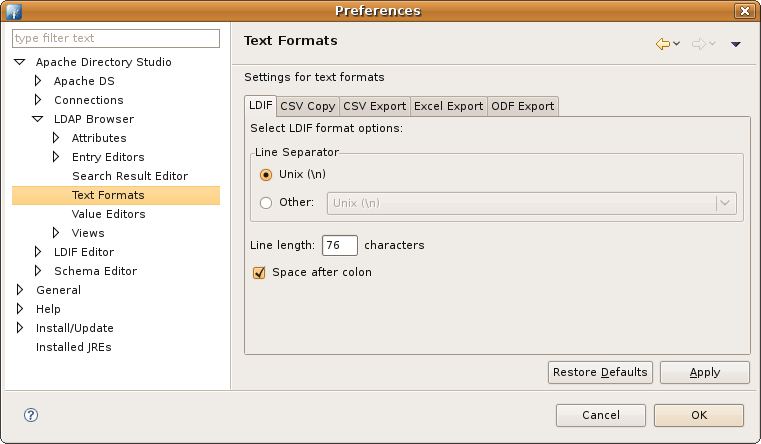 Preferences
type filter text
Apache Directory Studio
Apache DS
Connections
LDAP Browser
Attributes
Entry Editors
Search Result Editor
Text Formats
Value Editors
Views
LDIF Editor
Schema Editor
General
Help
Install/Update
Installed JREs
Text Formats
Settings for text formats
LDIF CSV Copy CSV Export Excel Export ODF Export
Select LDIF format options:
Line Separator
Unix (\n)
Other: Unix (\n)
Line length: 76 characters
Space after colon
Restore Defaults Apply
? Cancel OK